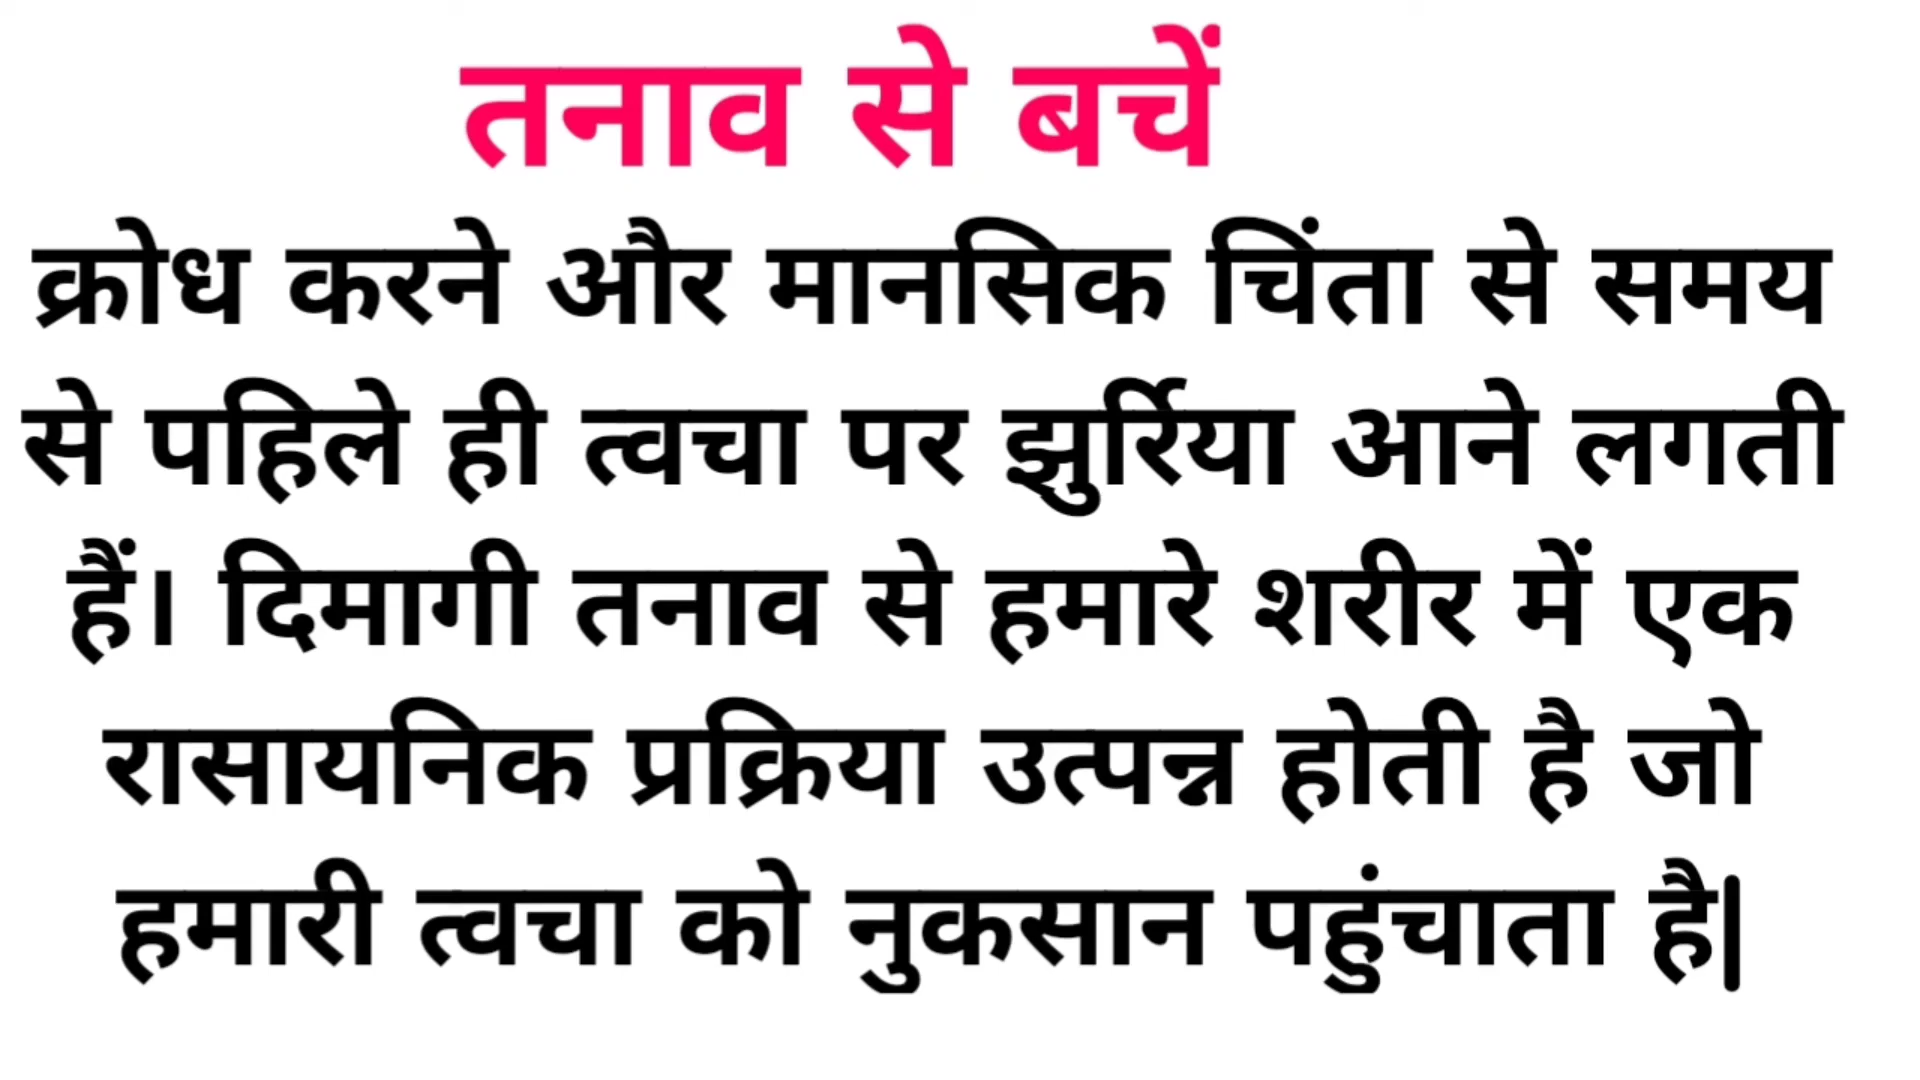 तनाव से बचें
क्रोध करने और मानसिक चिंता से समय
से पहिले ही त्वचा पर झुर्रिया आने लगती
हैं। दिमागी तनाव से हमारे शरीर में एक
रासायनिक प्रक्रिया उत्पन्न होती है जो
हमारी त्वचा को नुकसान पहुंचाता है|